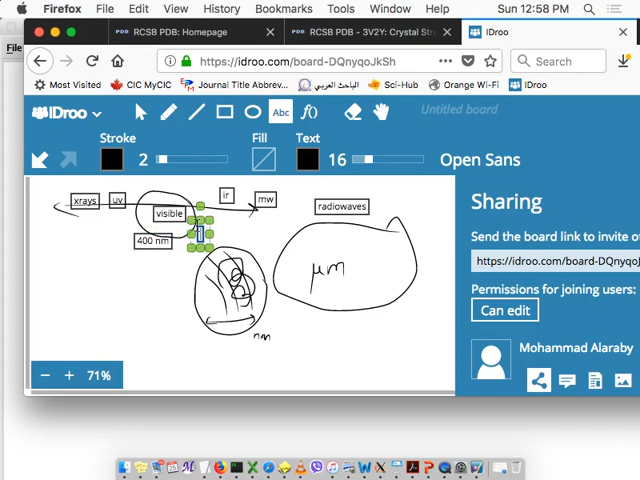 Firefox File Edit View History Bookmarks Tools Window Help Sun 12:58 PM
RCSB PDB: Homepage × RCSB PDB - 3V2Y: Crystal Str × IDroo ×
https://idroo.com/board-DQnyqoJkSh Search
Most Visited CIC MyCIC Journal Title Abbrev... الباحث العربي Sci-Hub Career Development IDroo
IDroo Abc f() Untitled board
Stroke Fill Text
2 16 Open Sans
xrays uv ir mw radiowaves
visible
400 nm
μm
nm
71%
Sharing
Send the board link to invite o
https://idroo.com/board-DQnyqoJ
Permissions for joining users:
Can edit
Mohammad Alaraby